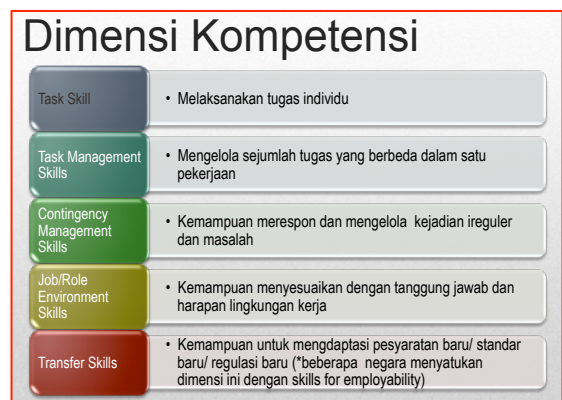 Dimensi Kompetensi
Task Skill
• Melaksanakan tugas individu
Task Management
Skills
• Mengelola sejumlah tugas yang berbeda dalam satu
pekerjaan
Contingency
Management
Skills
• Kemampuan merespon dan mengelola kejadian ireguler
dan masalah
Job/Role
Environment
Skills
• Kemampuan menyesuaikan dengan tanggung jawab dan
harapan lingkungan kerja
Transfer Skills
• Kemampuan untuk mengdaptasi pesyaratan baru/ standar
baru/ regulasi baru (*beberapa negara menyatukan
dimensi ini dengan skills for employability)